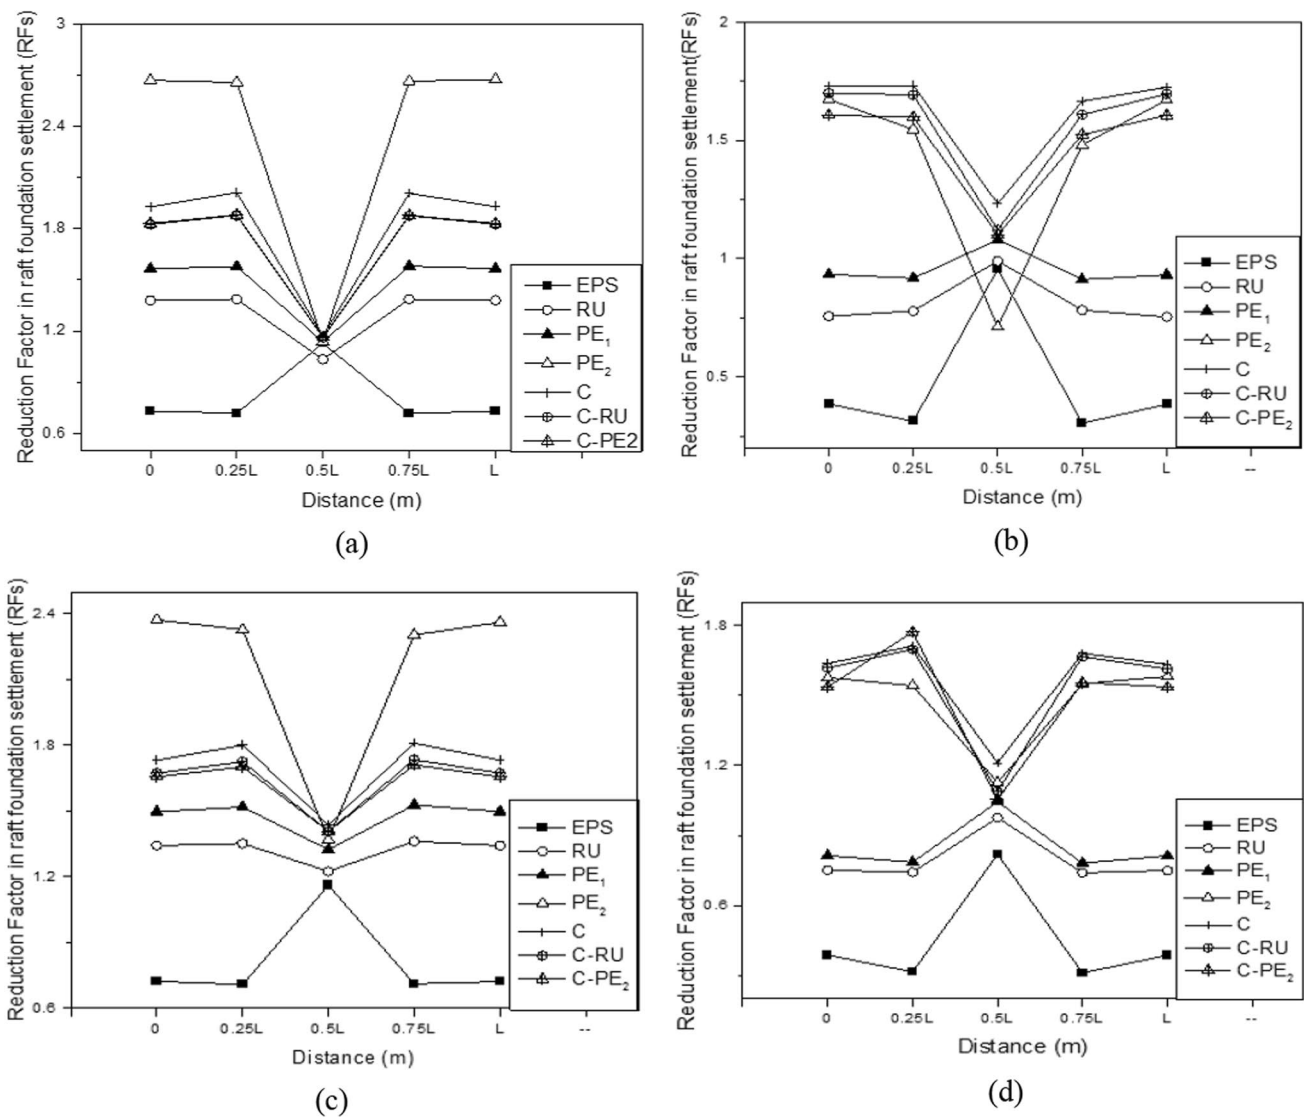 Reduction Factor in raft foundation settlement (RFs)
3
2.4
1.8
1.2
0.6
0 0.25L 0.5L 0.75L L --
Distance (m)
EPS
RU
PE1
PE2
C
C-RU
C-PE2
(a)
Reduction Factor in raft foundation settlement(RFs)
2
1.5
1
0.5
0 0.25L 0.5L 0.75L L --
Distance (m)
EPS
RU
PE1
PE2
C
C-RU
C-PE2
(b)
Reduction Factor in raft foundation settlement (RFs)
2.4
1.8
1.2
0.6
0 0.25L 0.5L 0.75L L --
Distance (m)
EPS
RU
PE1
PE2
C
C-RU
C-PE2
(c)
Reduction Factor in raft foundation settlement (RFs)
1.8
1.2
0.6
0 0.25L 0.5L 0.75L L --
Distance (m)
EPS
RU
PE1
PE2
C
C-RU
C-PE2
(d)